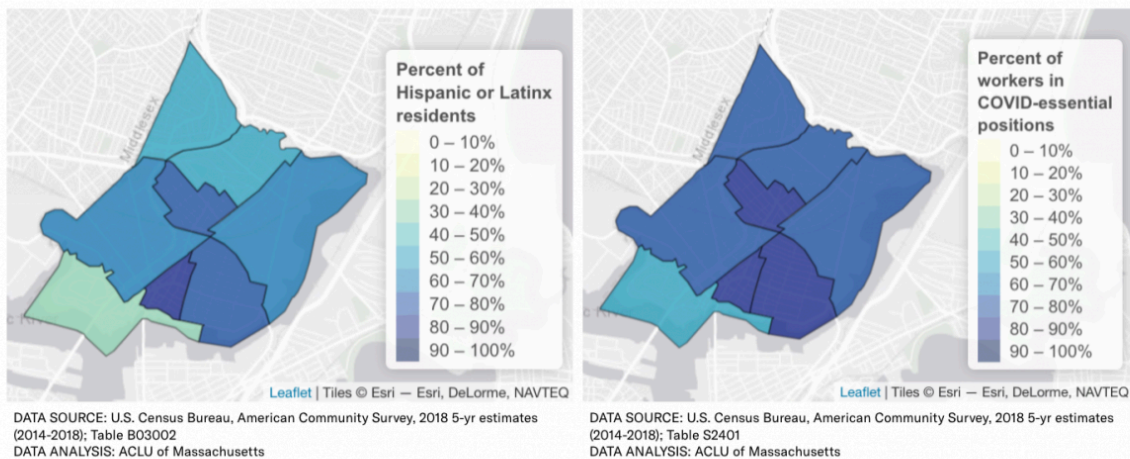 Percent of
Hispanic or Latinx
residents
0 – 10%
10 – 20%
20 – 30%
30 – 40%
40 – 50%
50 – 60%
60 – 70%
70 – 80%
80 – 90%
90 – 100%
Middlesex
Leaflet | Tiles © Esri — Esri, DeLorme, NAVTEQ
DATA SOURCE: U.S. Census Bureau, American Community Survey, 2018 5-yr estimates
(2014-2018); Table B03002
DATA ANALYSIS: ACLU of Massachusetts
Percent of
workers in
COVID-essential
positions
0 – 10%
10 – 20%
20 – 30%
30 – 40%
40 – 50%
50 – 60%
60 – 70%
70 – 80%
80 – 90%
90 – 100%
Middlesex
Leaflet | Tiles © Esri — Esri, DeLorme, NAVTEQ
DATA SOURCE: U.S. Census Bureau, American Community Survey, 2018 5-yr estimates
(2014-2018); Table S2401
DATA ANALYSIS: ACLU of Massachusetts